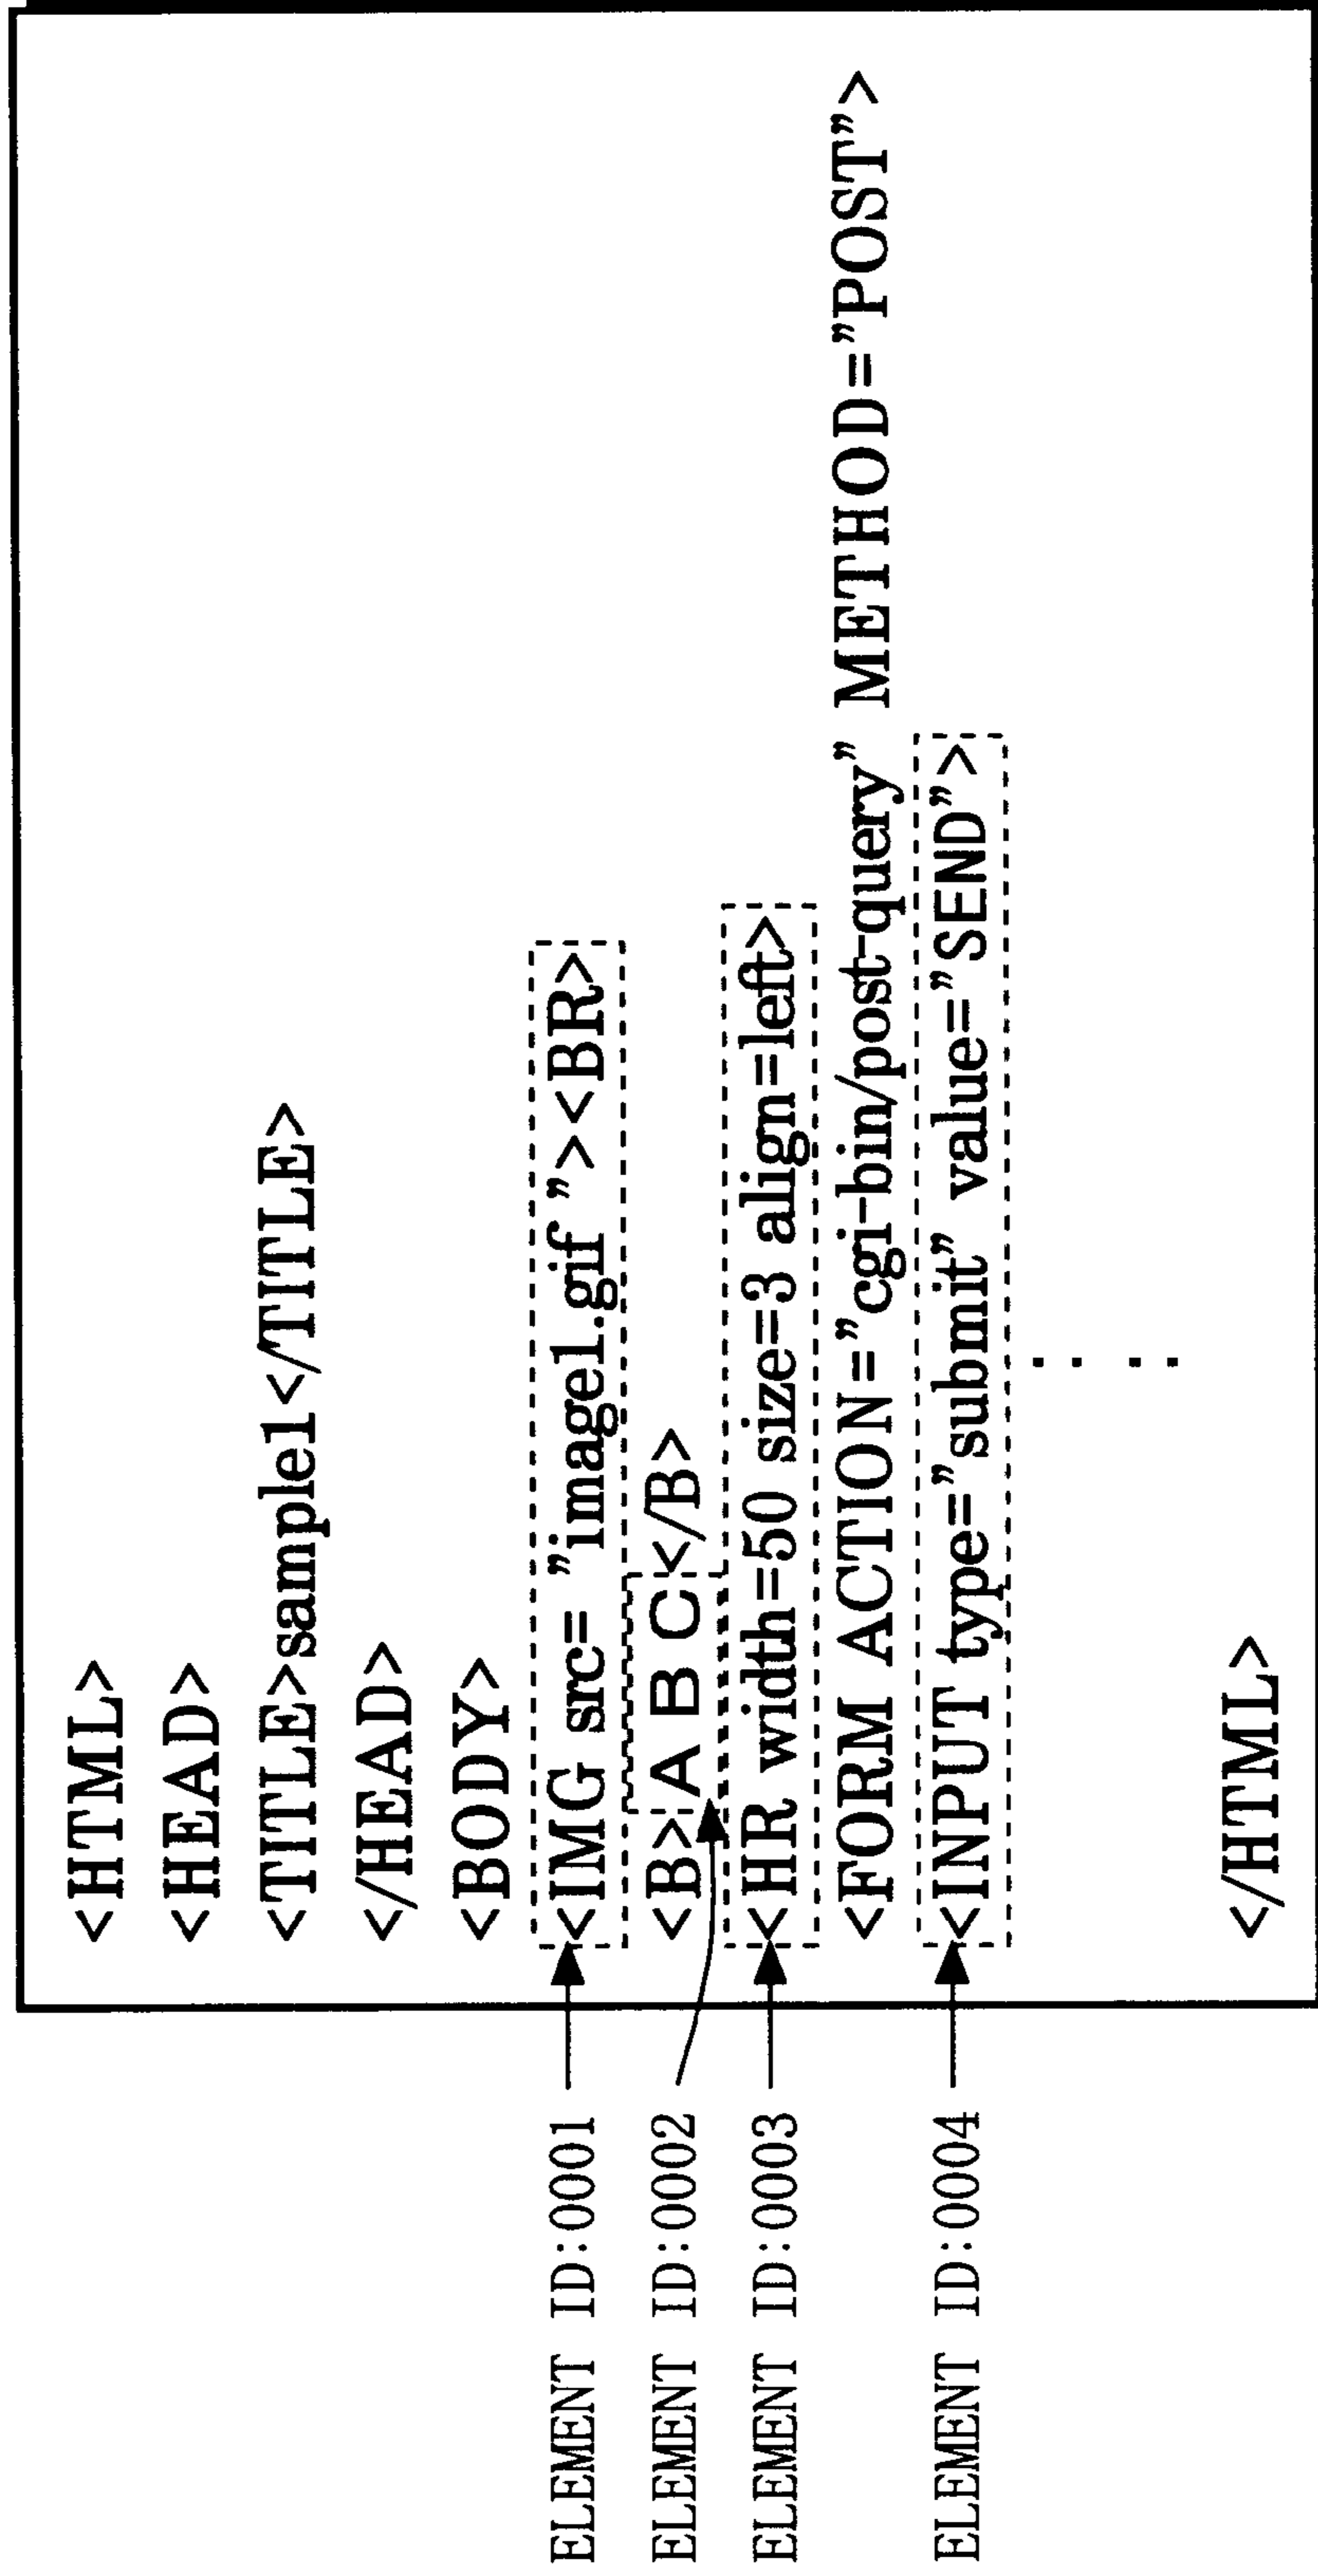 <HTML>
<HEAD>
<TITLE>sample1</TITLE>
</HEAD>
<BODY>
ELEMENT ID:0001 <IMG src= ”image1.gif ”><BR>
ELEMENT ID:0002 <B>A B C</B>
ELEMENT ID:0003 <HR width=50 size=3 align=left>
<FORM ACTION=”cgi-bin/post-query” METHOD=”POST”>
ELEMENT ID:0004 <INPUT type=”submit” value=”SEND”>
. . . .
</HTML>